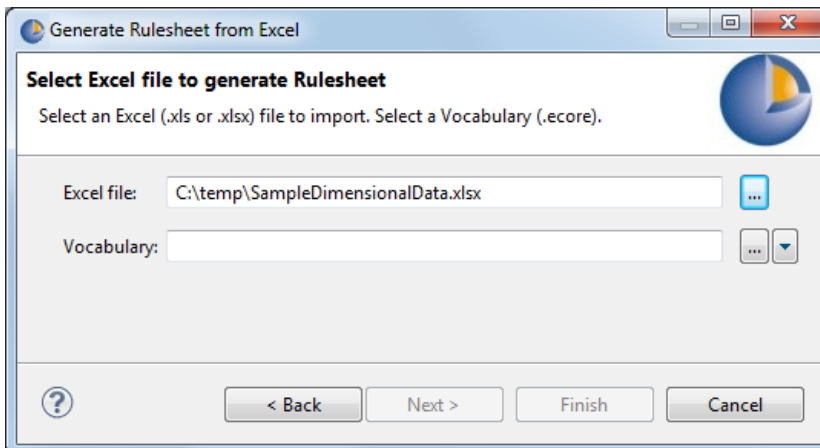 Generate Rulesheet from Excel
Select Excel file to generate Rulesheet
Select an Excel (.xls or .xlsx) file to import. Select a Vocabulary (.ecore).
Excel file: C:\temp\SampleDimensionalData.xlsx ...
Vocabulary: ...
? < Back Next > Finish Cancel